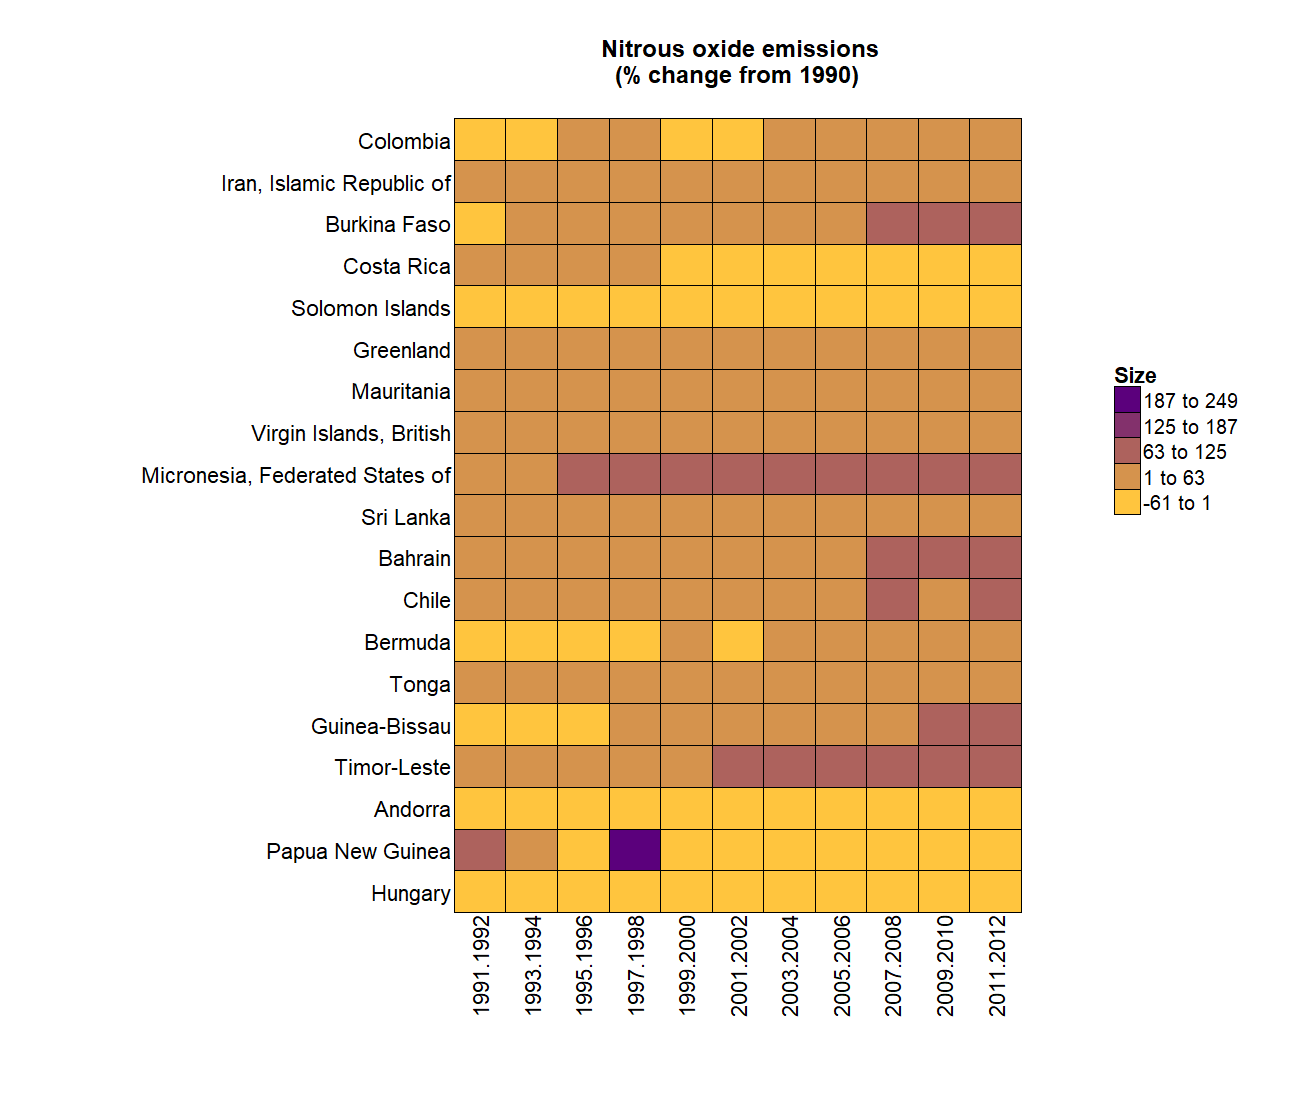 Nitrous oxide emissions
(% change from 1990)
Colombia
Iran, Islamic Republic of
Burkina Faso
Costa Rica
Solomon Islands
Greenland
Mauritania
Virgin Islands, British
Micronesia, Federated States of
Sri Lanka
Bahrain
Chile
Bermuda
Tonga
Guinea-Bissau
Timor-Leste
Andorra
Papua New Guinea
Hungary
1991.1992
1993.1994
1995.1996
1997.1998
1999.2000
2001.2002
2003.2004
2005.2006
2007.2008
2009.2010
2011.2012
Size
187 to 249
125 to 187
63 to 125
1 to 63
-61 to 1